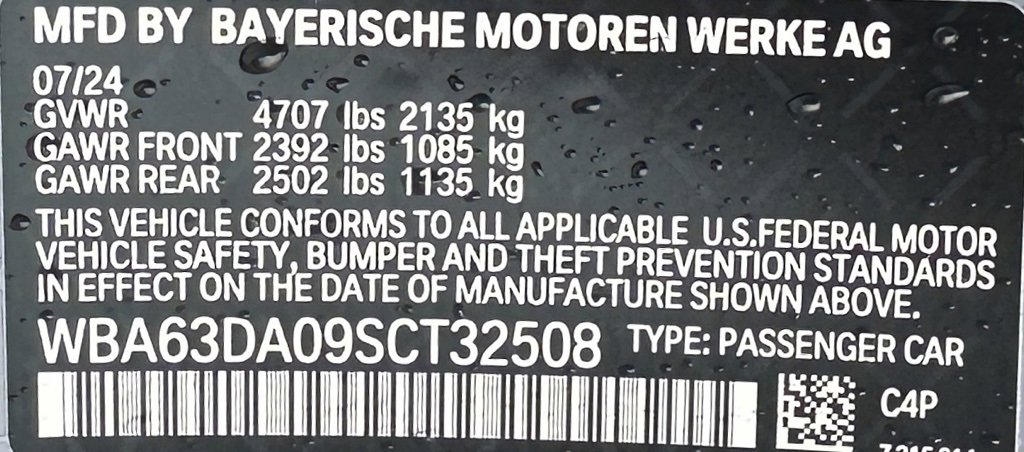 MFD BY BAYERISCHE MOTOREN WERKE AG
07/24
GVWR 4707 lbs 2135 kg
GAWR FRONT 2392 lbs 1085 kg
GAWR REAR 2502 lbs 1135 kg
THIS VEHICLE CONFORMS TO ALL APPLICABLE U.S.FEDERAL MOTOR
VEHICLE SAFETY, BUMPER AND THEFT PREVENTION STANDARDS
IN EFFECT ON THE DATE OF MANUFACTURE SHOWN ABOVE.
WBA63DA09SCT32508 TYPE: PASSENGER CAR
C4P